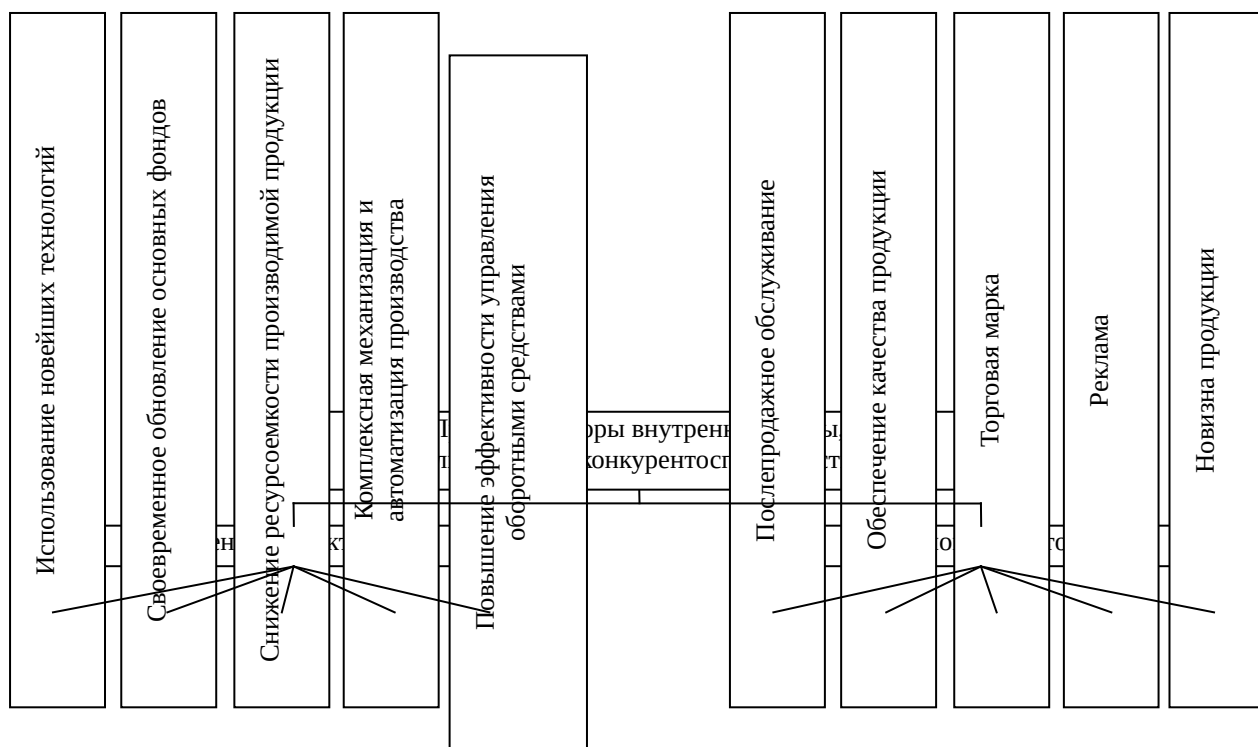 Использование новейших технологий
Своевременное обновление основных фондов
Снижение ресурсоемкости производимой продукции
Комплексная механизация и
автоматизация производства
Повышение эффективности управления
оборотными средствами
Послепродажное обслуживание
Обеспечение качества продукции
Торговая марка
Реклама
Новизна продукции